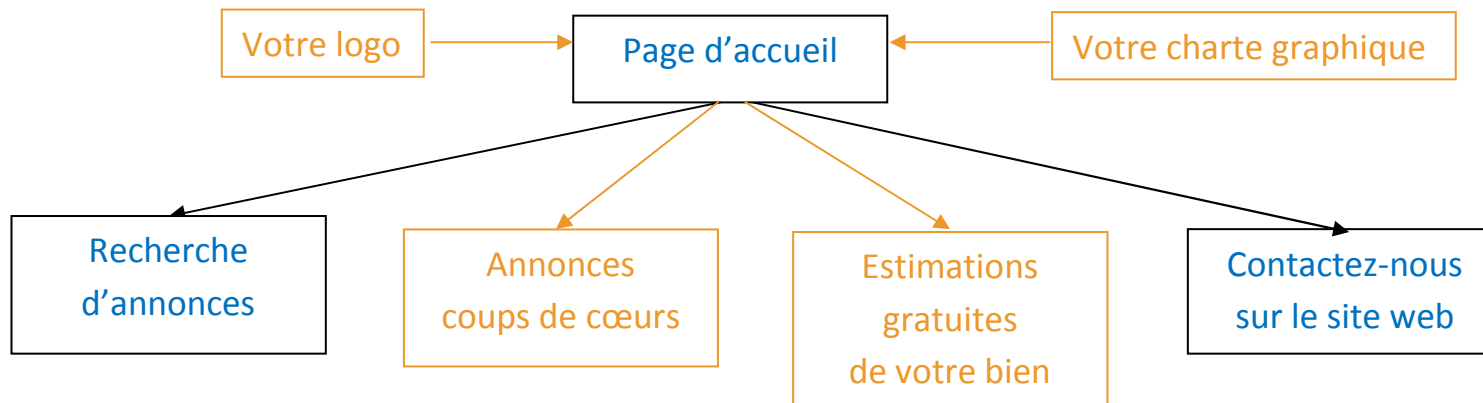 Votre logo
Page d’accueil
Votre charte graphique
Recherche
d’annonces
Annonces
coups de cœurs
Estimations
gratuites
de votre bien
Contactez-nous
sur le site web